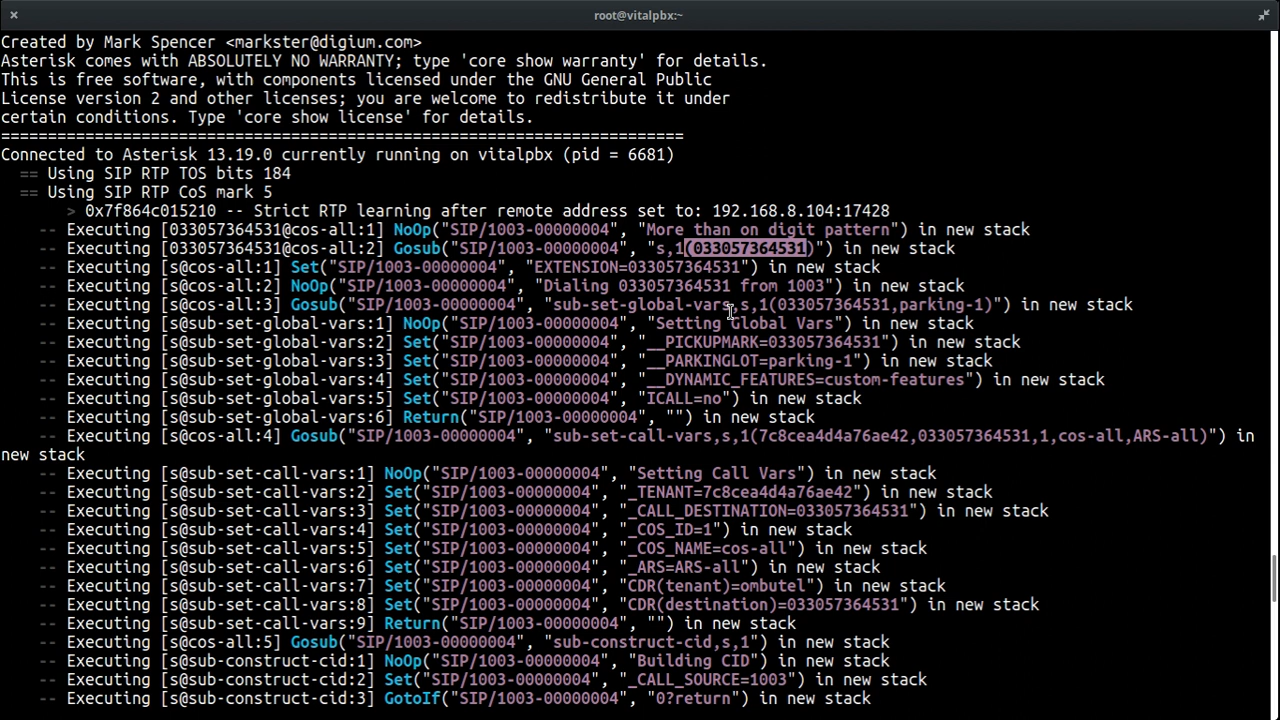 ×
root@vitalpbx:~
Created by Mark Spencer <markster@digium.com>
Asterisk comes with ABSOLUTELY NO WARRANTY; type 'core show warranty' for details.
This is free software, with components licensed under the GNU General Public
License version 2 and other licenses; you are welcome to redistribute it under
certain conditions. Type 'core show license' for details.
=========================================================================
Connected to Asterisk 13.19.0 currently running on vitalpbx (pid = 6681)
== Using SIP RTP TOS bits 184
== Using SIP RTP CoS mark 5
> 0x7f864c015210 -- Strict RTP learning after remote address set to: 192.168.8.104:17428
-- Executing [033057364531@cos-all:1] NoOp("SIP/1003-00000004", "More than on digit pattern") in new stack
-- Executing [033057364531@cos-all:2] Gosub("SIP/1003-00000004", "s,1(033057364531)") in new stack
-- Executing [s@cos-all:1] Set("SIP/1003-00000004", "EXTENSION=033057364531") in new stack
-- Executing [s@cos-all:2] NoOp("SIP/1003-00000004", "Dialing 033057364531 from 1003") in new stack
-- Executing [s@cos-all:3] Gosub("SIP/1003-00000004", "sub-set-global-vars,s,1(033057364531,parking-1)") in new stack
-- Executing [s@sub-set-global-vars:1] NoOp("SIP/1003-00000004", "Setting Global Vars") in new stack
-- Executing [s@sub-set-global-vars:2] Set("SIP/1003-00000004", "__PICKUPMARK=033057364531") in new stack
-- Executing [s@sub-set-global-vars:3] Set("SIP/1003-00000004", "__PARKINGLOT=parking-1") in new stack
-- Executing [s@sub-set-global-vars:4] Set("SIP/1003-00000004", "__DYNAMIC_FEATURES=custom-features") in new stack
-- Executing [s@sub-set-global-vars:5] Set("SIP/1003-00000004", "ICALL=no") in new stack
-- Executing [s@sub-set-global-vars:6] Return("SIP/1003-00000004", "") in new stack
-- Executing [s@cos-all:4] Gosub("SIP/1003-00000004", "sub-set-call-vars,s,1(7c8cea4d4a76ae42,033057364531,1,cos-all,ARS-all)") in
new stack
-- Executing [s@sub-set-call-vars:1] NoOp("SIP/1003-00000004", "Setting Call Vars") in new stack
-- Executing [s@sub-set-call-vars:2] Set("SIP/1003-00000004", "_TENANT=7c8cea4d4a76ae42") in new stack
-- Executing [s@sub-set-call-vars:3] Set("SIP/1003-00000004", "_CALL_DESTINATION=033057364531") in new stack
-- Executing [s@sub-set-call-vars:4] Set("SIP/1003-00000004", "_COS_ID=1") in new stack
-- Executing [s@sub-set-call-vars:5] Set("SIP/1003-00000004", "_COS_NAME=cos-all") in new stack
-- Executing [s@sub-set-call-vars:6] Set("SIP/1003-00000004", "_ARS=ARS-all") in new stack
-- Executing [s@sub-set-call-vars:7] Set("SIP/1003-00000004", "CDR(tenant)=ombutel") in new stack
-- Executing [s@sub-set-call-vars:8] Set("SIP/1003-00000004", "CDR(destination)=033057364531") in new stack
-- Executing [s@sub-set-call-vars:9] Return("SIP/1003-00000004", "") in new stack
-- Executing [s@cos-all:5] Gosub("SIP/1003-00000004", "sub-construct-cid,s,1") in new stack
-- Executing [s@sub-construct-cid:1] NoOp("SIP/1003-00000004", "Building CID") in new stack
-- Executing [s@sub-construct-cid:2] Set("SIP/1003-00000004", "_CALL_SOURCE=1003") in new stack
-- Executing [s@sub-construct-cid:3] GotoIf("SIP/1003-00000004", "0?return") in new stack